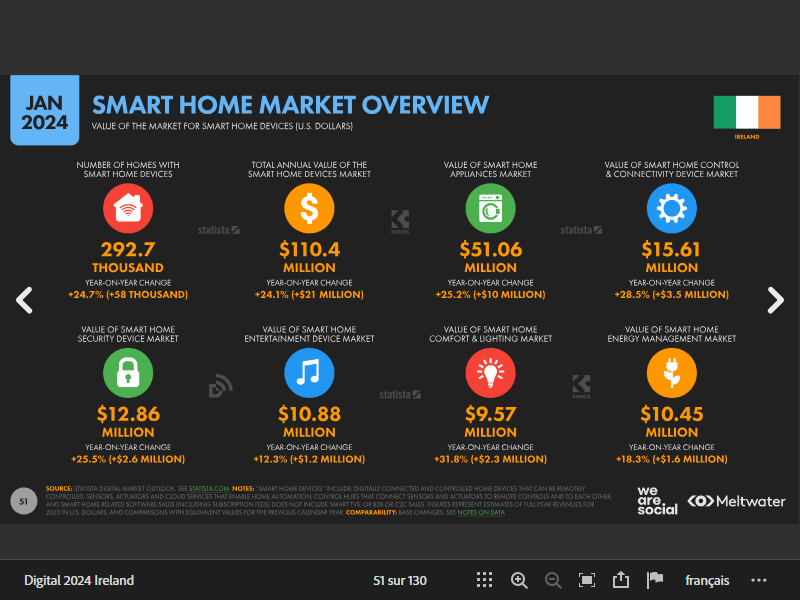 JAN
2024
SMART HOME MARKET OVERVIEW
VALUE OF THE MARKET FOR SMART HOME DEVICES (U.S. DOLLARS)
IRELAND
NUMBER OF HOMES WITH
SMART HOME DEVICES
292.7
THOUSAND
YEAR-ON-YEAR CHANGE
+24.7% (+58 THOUSAND)
TOTAL ANNUAL VALUE OF THE
SMART HOME DEVICES MARKET
$110.4
MILLION
YEAR-ON-YEAR CHANGE
+24.1% (+$21 MILLION)
VALUE OF SMART HOME
APPLIANCES MARKET
$51.06
MILLION
YEAR-ON-YEAR CHANGE
+25.2% (+$10 MILLION)
VALUE OF SMART HOME CONTROL
& CONNECTIVITY DEVICE MARKET
$15.61
MILLION
YEAR-ON-YEAR CHANGE
+28.5% (+$3.5 MILLION)
statista
KEPIOS
statista
VALUE OF SMART HOME
SECURITY DEVICE MARKET
$12.86
MILLION
YEAR-ON-YEAR CHANGE
+25.5% (+$2.6 MILLION)
VALUE OF SMART HOME
ENTERTAINMENT DEVICE MARKET
$10.88
MILLION
YEAR-ON-YEAR CHANGE
+12.3% (+$1.2 MILLION)
VALUE OF SMART HOME
COMFORT & LIGHTING MARKET
$9.57
MILLION
YEAR-ON-YEAR CHANGE
+31.8% (+$2.3 MILLION)
VALUE OF SMART HOME
ENERGY MANAGEMENT MARKET
$10.45
MILLION
YEAR-ON-YEAR CHANGE
+18.3% (+$1.6 MILLION)
statista
KEPIOS
51
SOURCE: STATISTA DIGITAL MARKET OUTLOOK. SEE STATISTA.COM. NOTES: "SMART HOME DEVICES" INCLUDE: DIGITALLY CONNECTED AND CONTROLLED HOME DEVICES THAT CAN BE REMOTELY
CONTROLLED; SENSORS, ACTUATORS AND CLOUD SERVICES THAT ENABLE HOME AUTOMATION; CONTROL HUBS THAT CONNECT SENSORS AND ACTUATORS TO REMOTE CONTROLS AND TO EACH OTHER;
AND SMART HOME-RELATED SOFTWARE SALES (INCLUDING SUBSCRIPTION FEES). DOES NOT INCLUDE SMART TVS, OR B2B OR C2C SALES. FIGURES REPRESENT ESTIMATES OF FULL-YEAR REVENUES FOR
2023 IN U.S. DOLLARS, AND COMPARISONS WITH EQUIVALENT VALUES FOR THE PREVIOUS CALENDAR YEAR. COMPARABILITY: BASE CHANGES. SEE NOTES ON DATA.
we
are.
social
Meltwater
Digital 2024 Ireland
51 sur 130
français